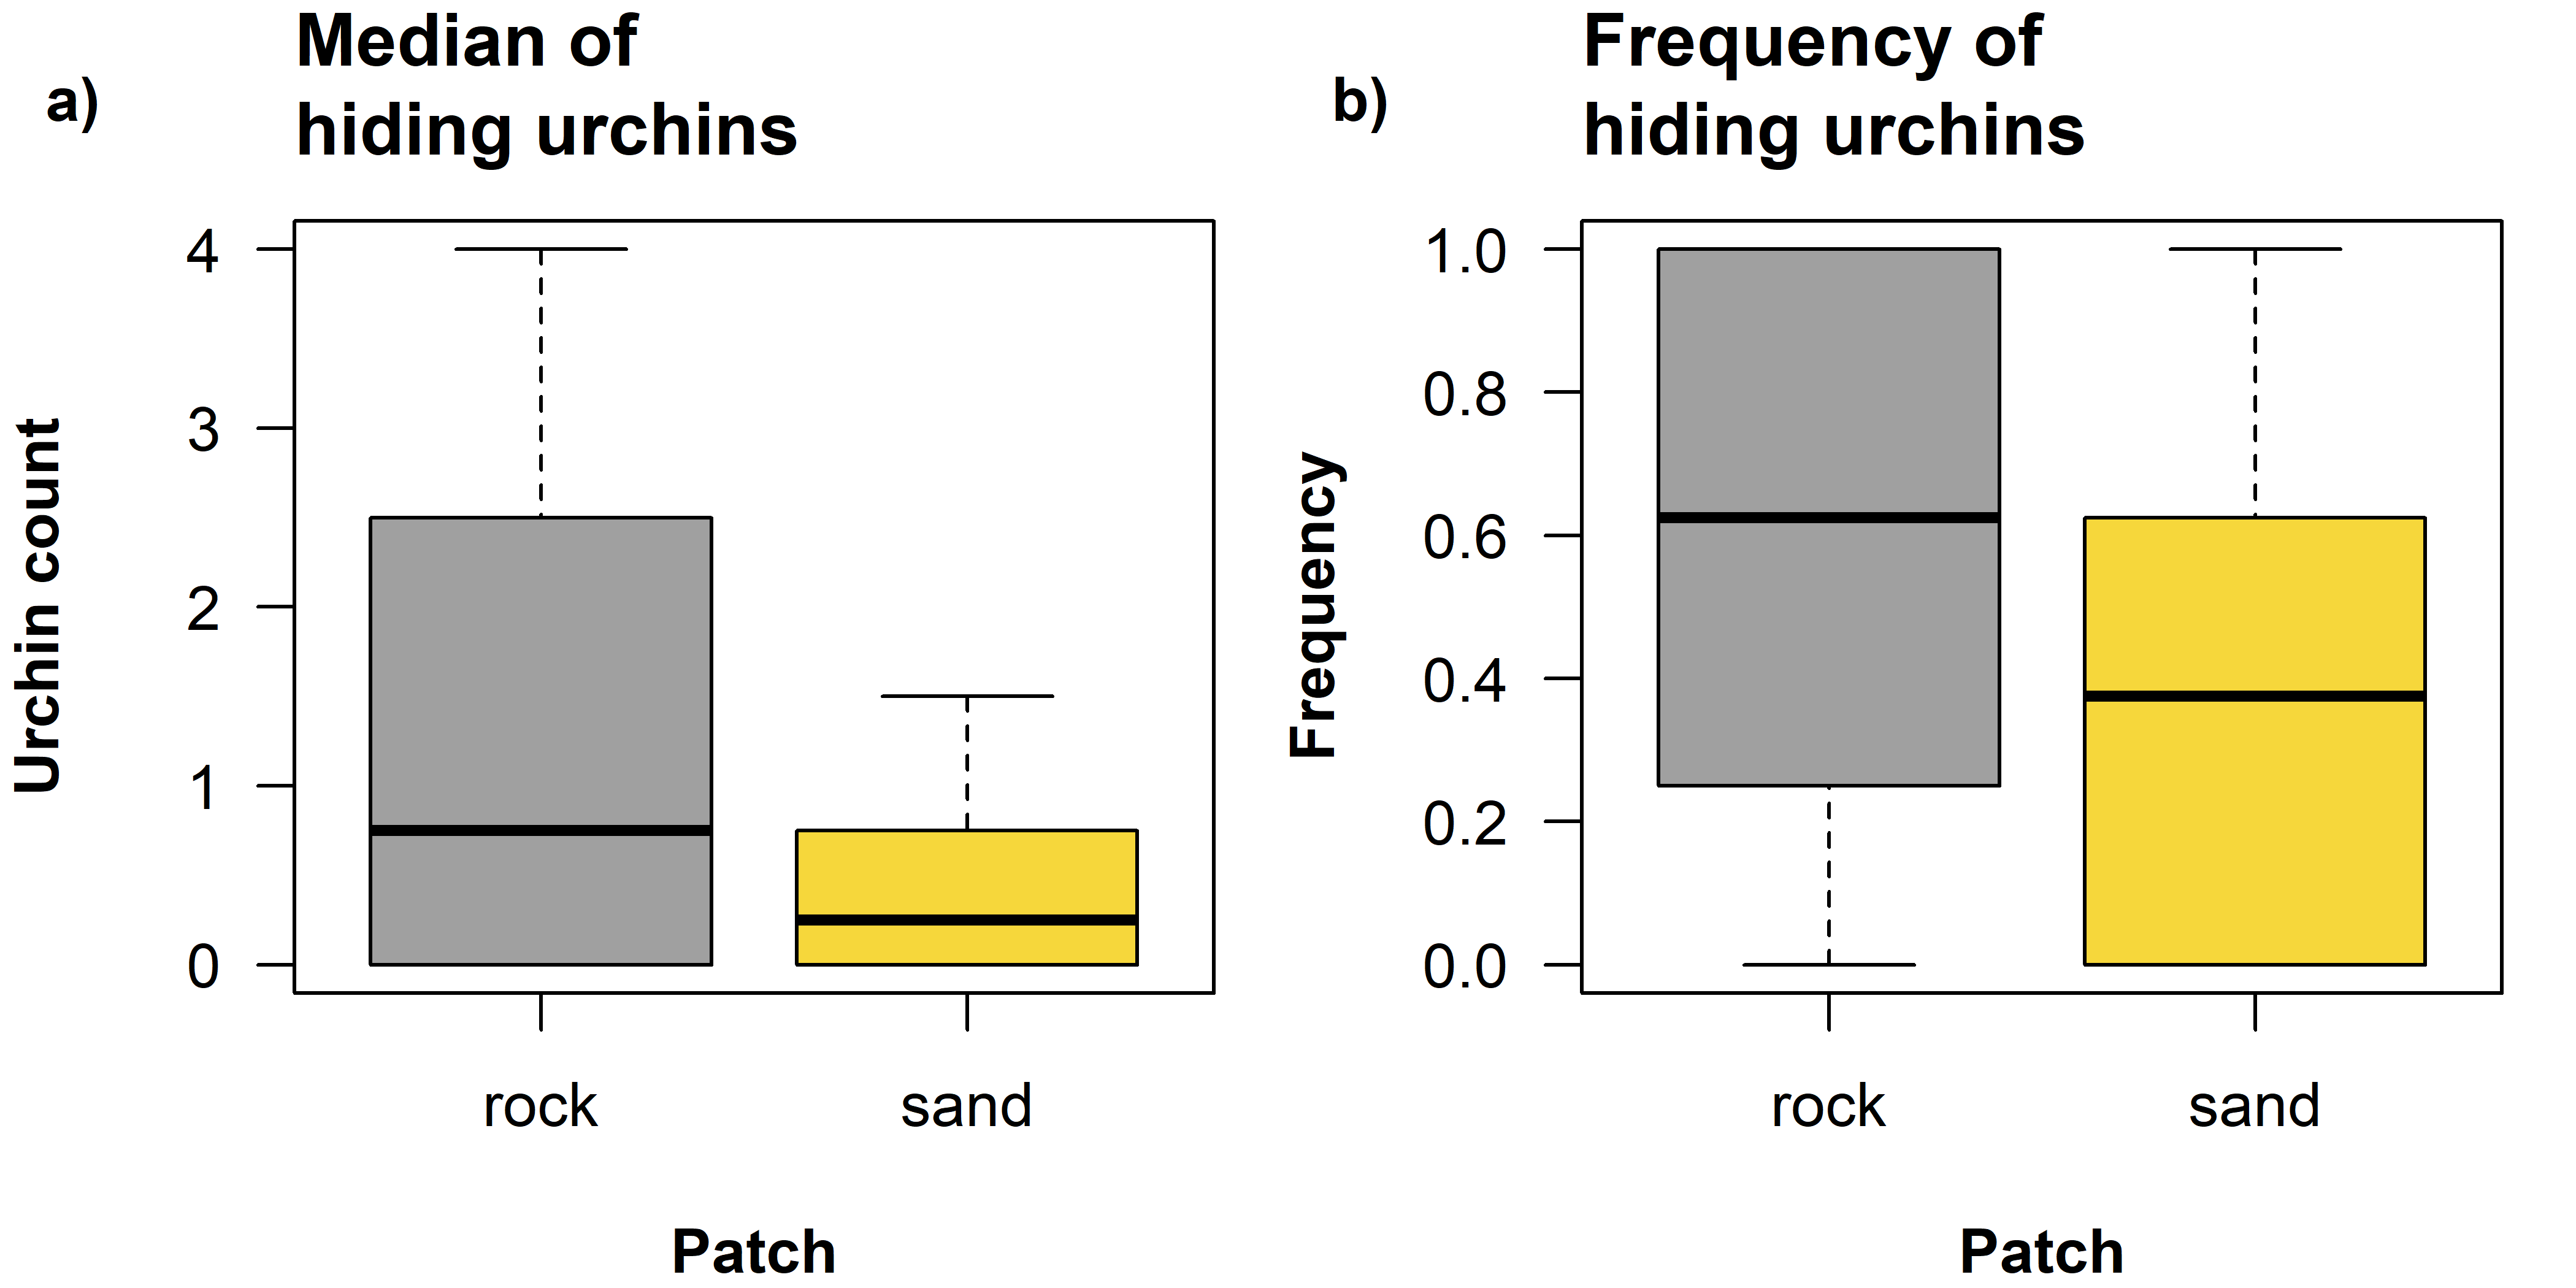 a)
Median of
hiding urchins
Urchin count
4
3
2
1
0
rock sand
Patch
b)
Frequency of
hiding urchins
Frequency
1.0
0.8
0.6
0.4
0.2
0.0
rock sand
Patch